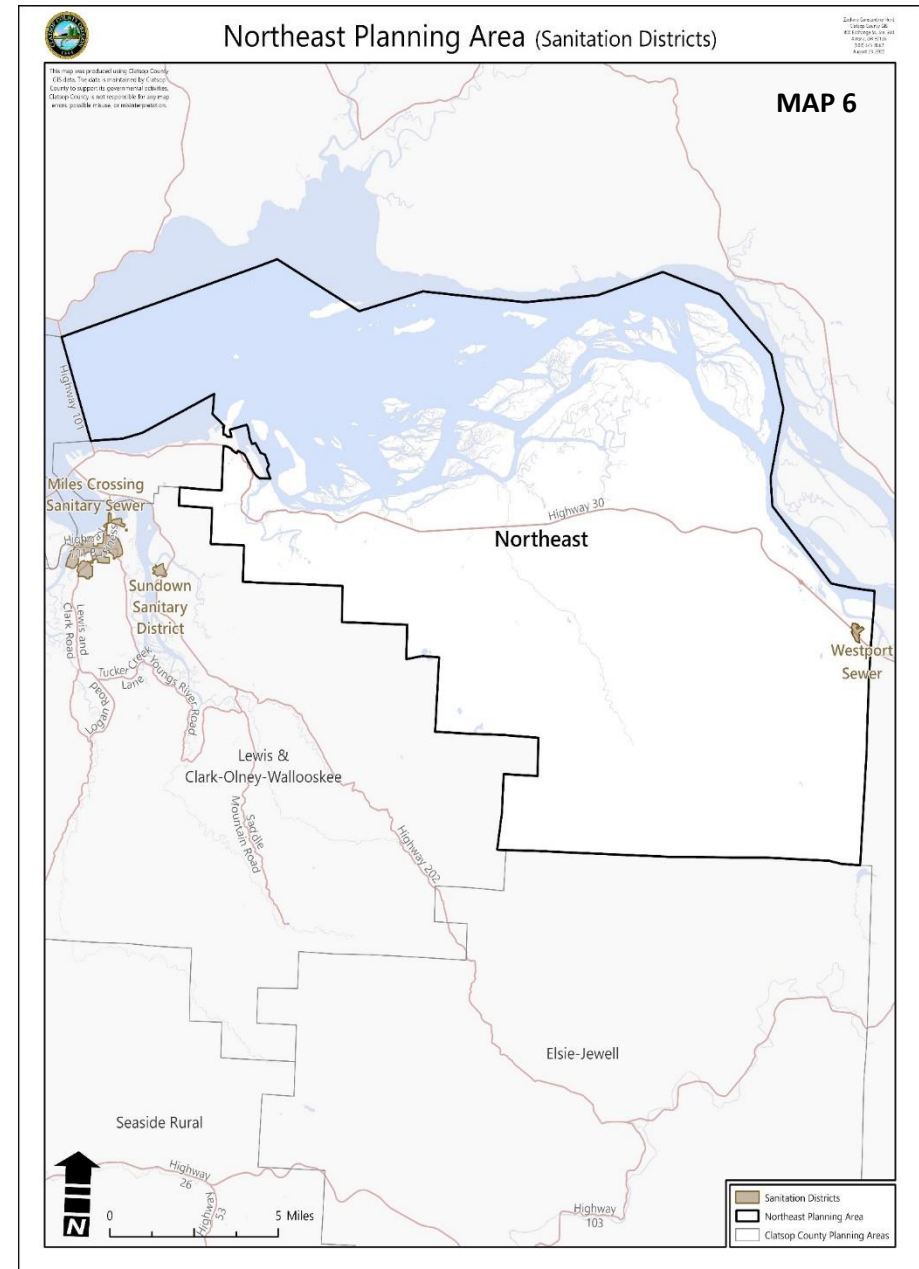 Northeast Planning Area (Sanitation Districts)
This map was produced using Clatsop County
GIS data. The data is maintained by Clatsop
County to support its governmental activities.
Clatsop County is not responsible for any map
errors, possible misuse, or misinterpretation.
Clatsop County GIS
MAP 6
Highway 101
Miles Crossing
Sanitary Sewer
Highway 30
Northeast
Sundown
Sanitary
District
Westport
Sewer
Lewis and
Clark Road
Tucker Creek
Lane
Youngs River Road
Logan Road
Lewis &
Clark-Olney-Wallooskee
Saddle
Mountain Road
Highway 202
Elsie-Jewell
Seaside Rural
Highway
26
Highway
53
Highway
103
N
0
5 Miles
Sanitation Districts
Northeast Planning Area
Clatsop County Planning Areas